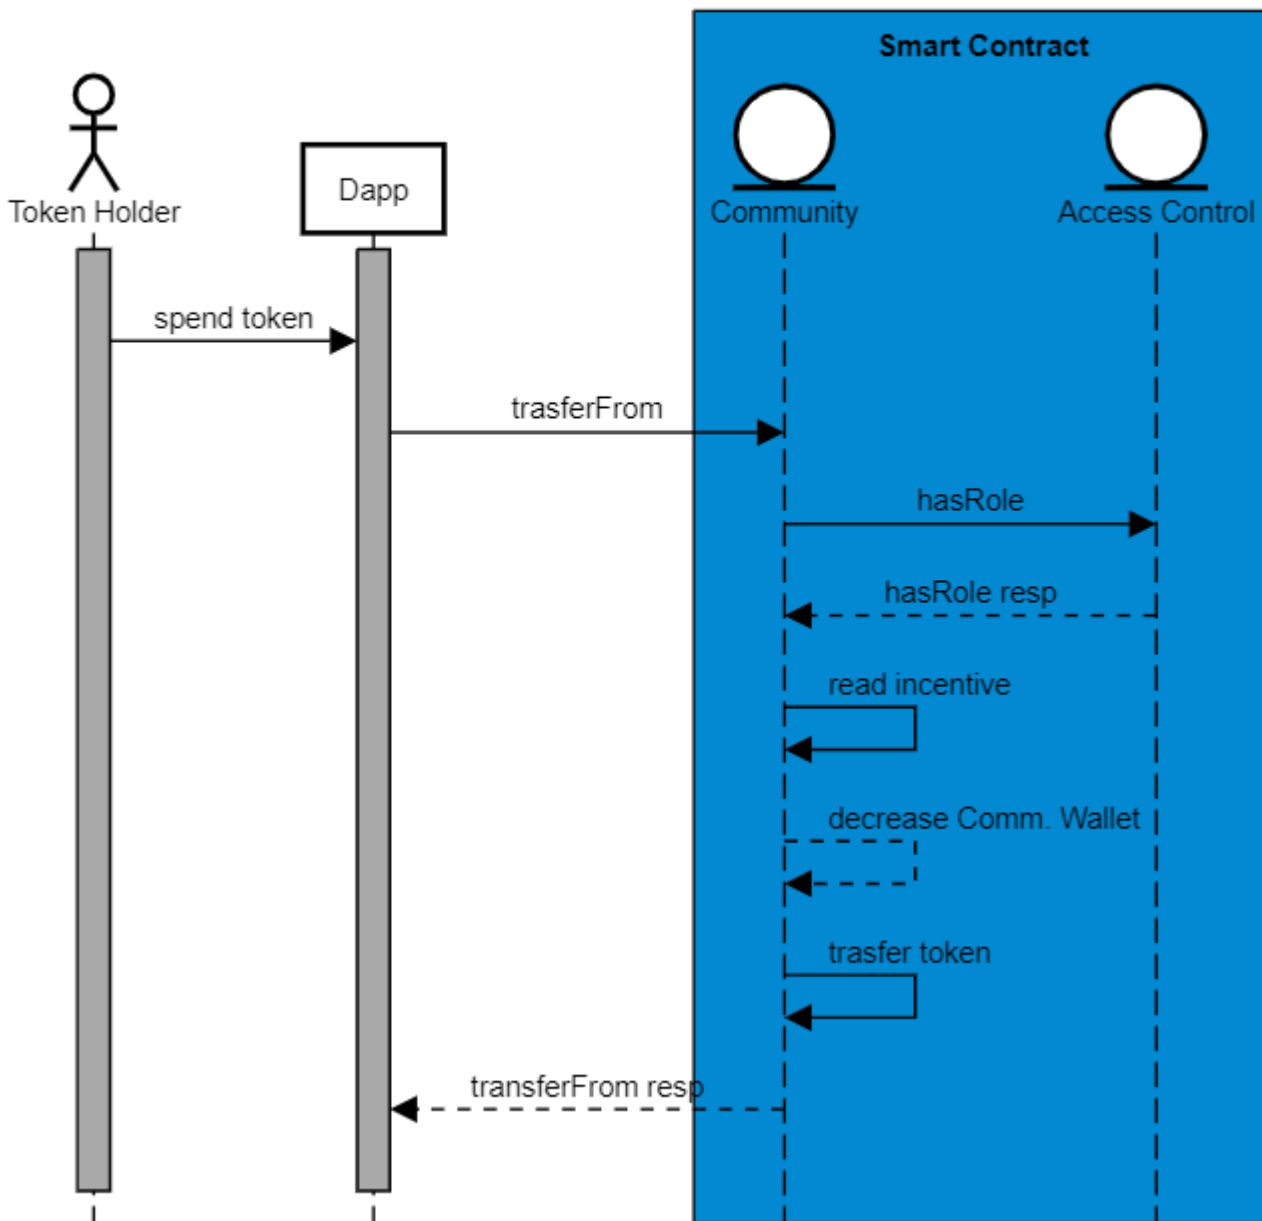 Smart Contract
Token Holder
Dapp
Community
Access Control
spend token
trasferFrom
hasRole
hasRole resp
read incentive
decrease Comm. Wallet
trasfer token
transferFrom resp